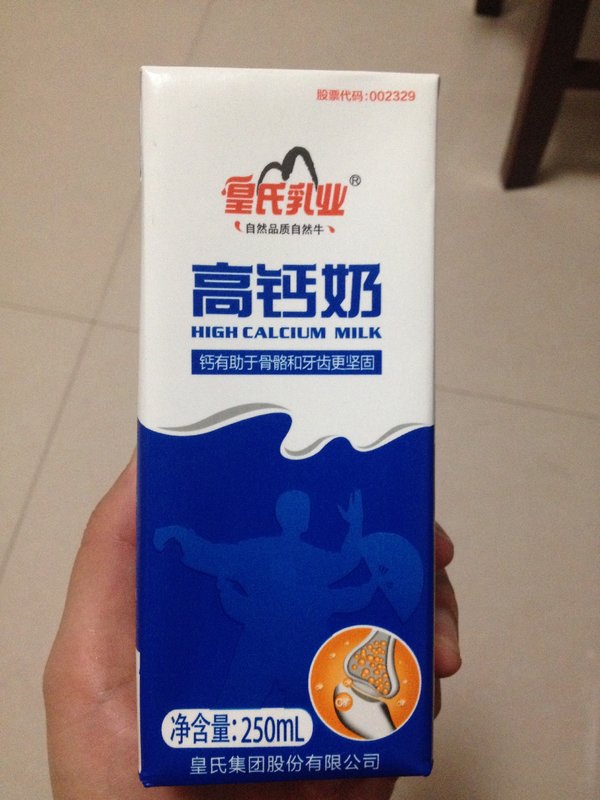 股票代码:002329
皇氏乳业®
自然品质自然牛
高钙奶
HIGH CALCIUM MILK
钙有助于骨骼和牙齿更坚固
净含量:250mL
皇氏集团股份有限公司